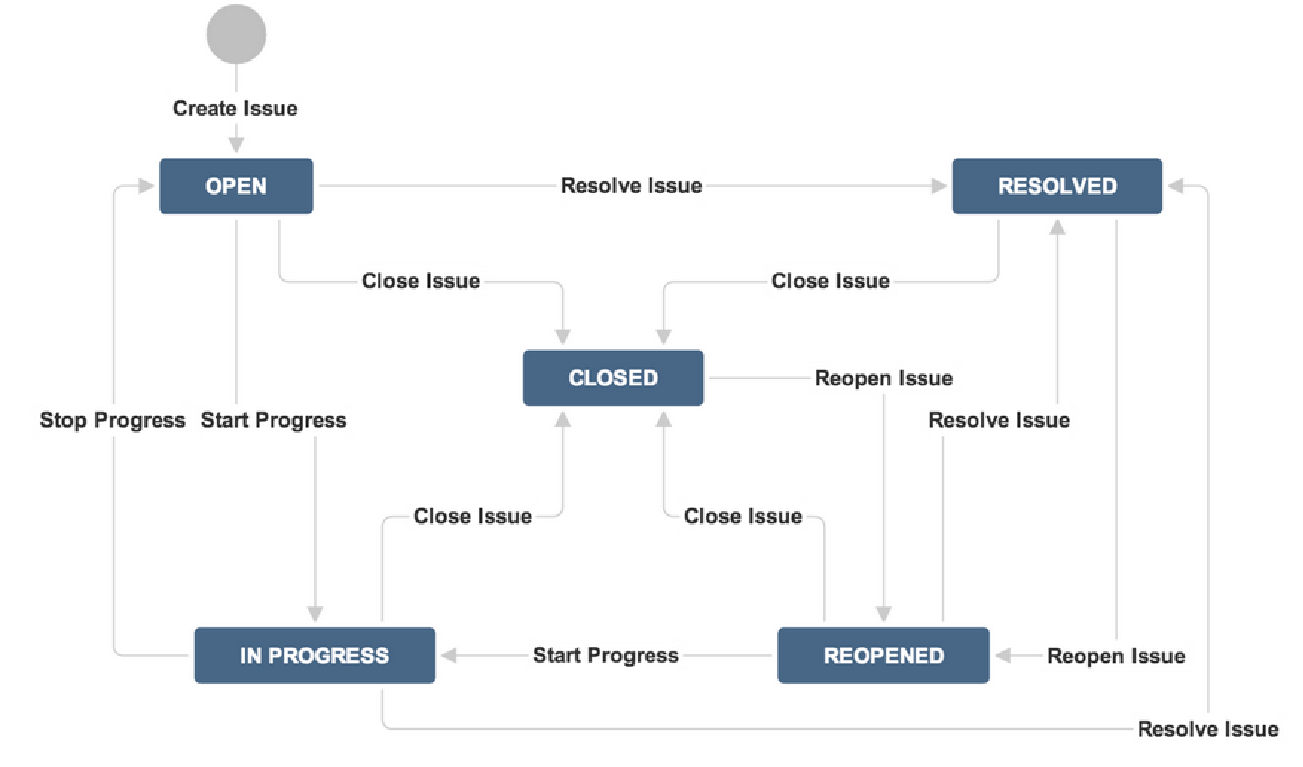 Create Issue
OPEN
Resolve Issue
RESOLVED
Close Issue
Close Issue
CLOSED
Reopen Issue
Stop Progress
Start Progress
Resolve Issue
Close Issue
Close Issue
IN PROGRESS
Start Progress
REOPENED
Reopen Issue
Resolve Issue